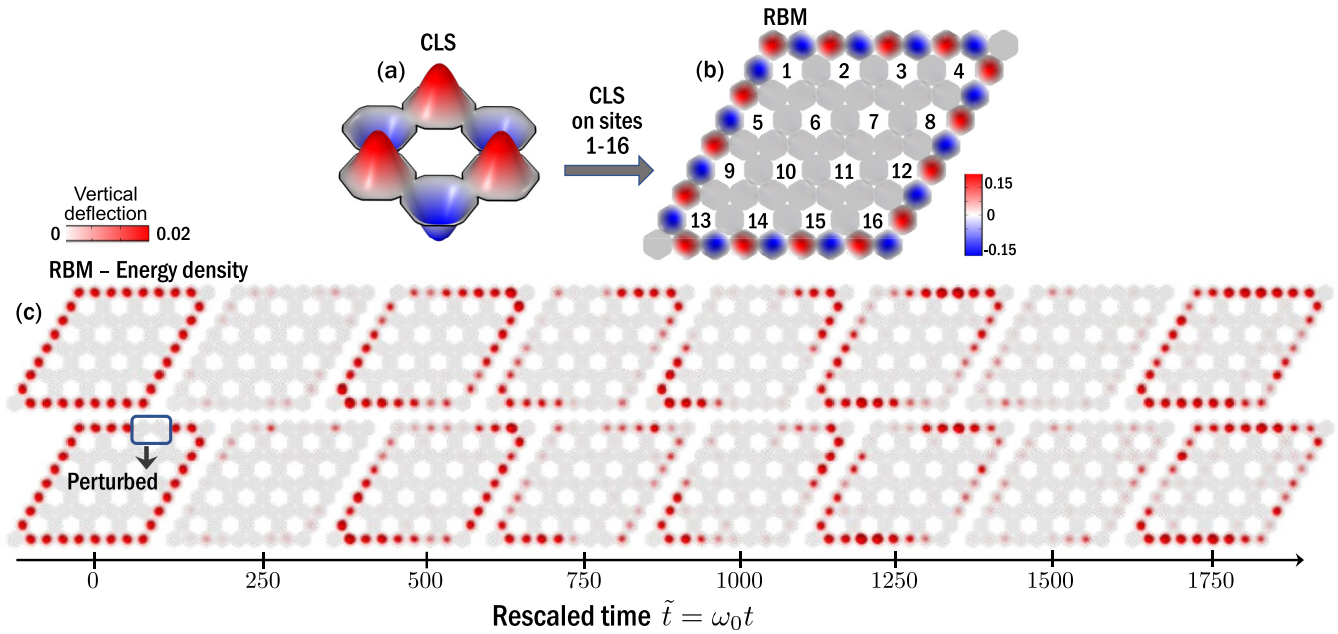 CLS
(a)
CLS
on sites
1-16
RBM
(b)
1 2 3 4
5 6 7 8
9 10 11 12
13 14 15 16
0.15
0
-0.15
Vertical
deflection
0 0.02
RBM – Energy density
(c)
Perturbed
0 250 500 750 1000 1250 1500 1750
Rescaled time t̃ = ω₀t